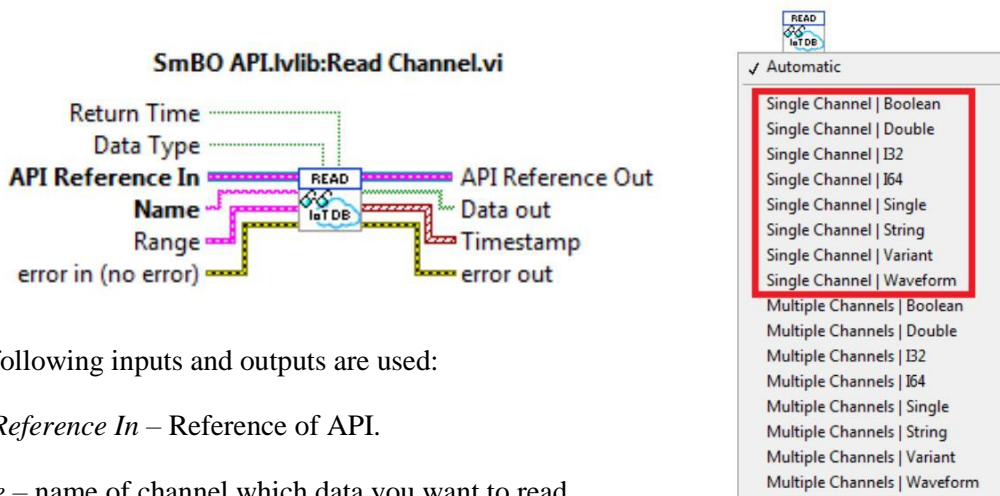 SmBO API.lvlib:Read Channel.vi
Return Time
Data Type
API Reference In
Name
Range
error in (no error)
READ
IoT DB
API Reference Out
Data out
Timestamp
error out
following inputs and outputs are used:
Reference In – Reference of API.
– name of channel which data you want to read
READ
IoT DB
✓ Automatic
Single Channel | Boolean
Single Channel | Double
Single Channel | I32
Single Channel | I64
Single Channel | Single
Single Channel | String
Single Channel | Variant
Single Channel | Waveform
Multiple Channels | Boolean
Multiple Channels | Double
Multiple Channels | I32
Multiple Channels | I64
Multiple Channels | Single
Multiple Channels | String
Multiple Channels | Variant
Multiple Channels | Waveform